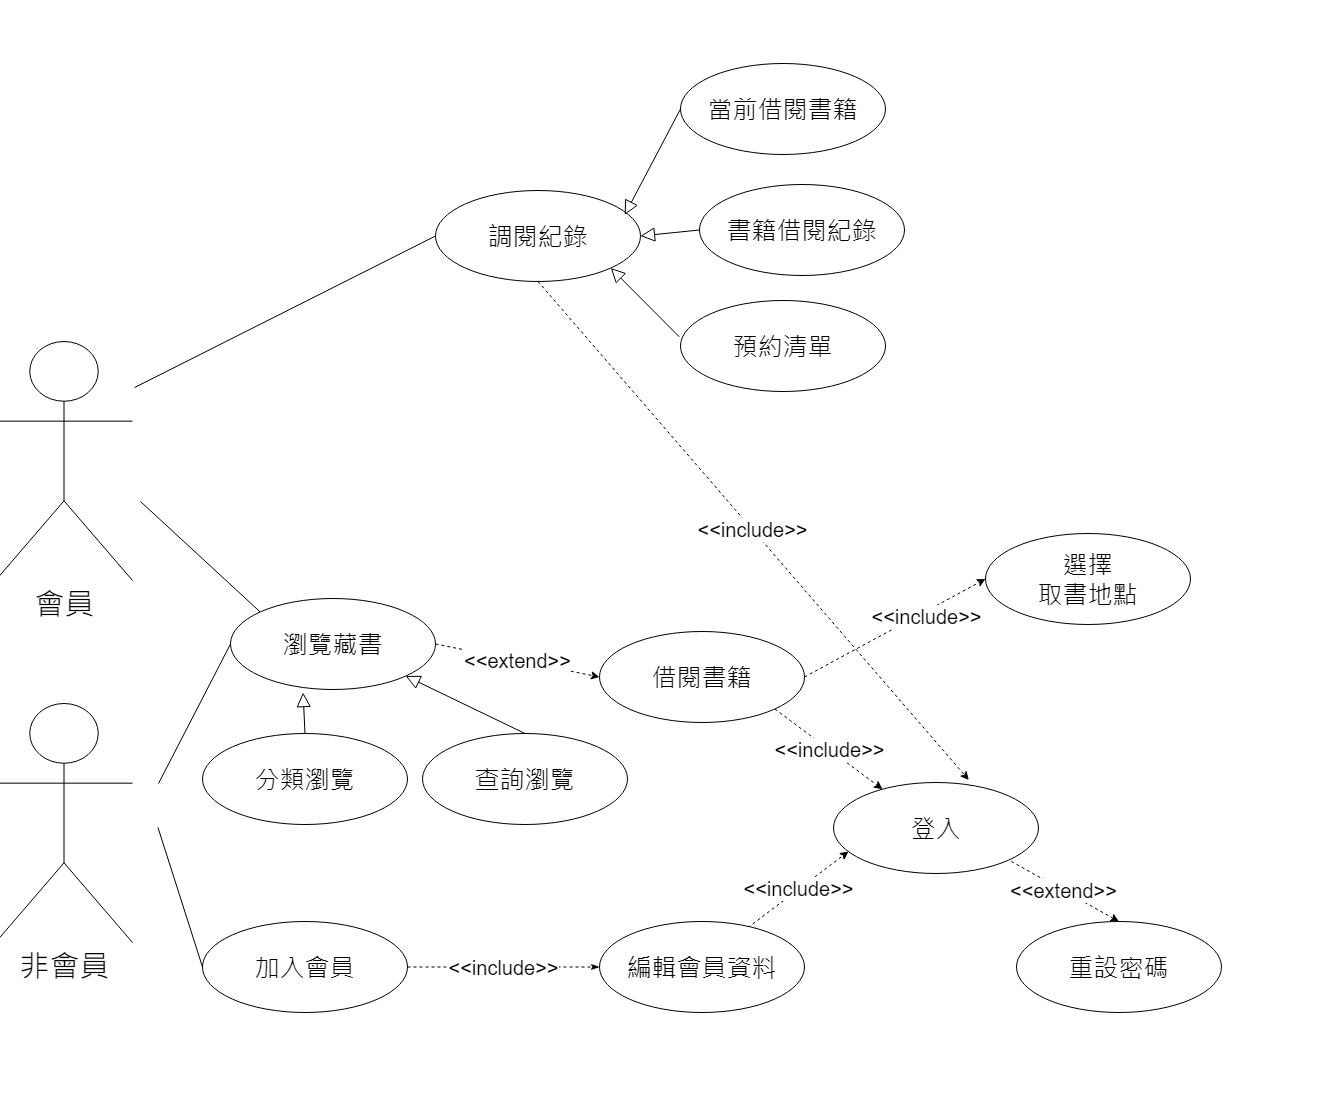 當前借閱書籍
調閱紀錄
書籍借閱紀錄
預約清單
<<include>>
選擇
取書地點
會員
<<include>>
瀏覽藏書
<<extend>>
借閱書籍
<<include>>
分類瀏覽
查詢瀏覽
登入
<<include>>
<<extend>>
非會員
加入會員
<<include>>
編輯會員資料
重設密碼